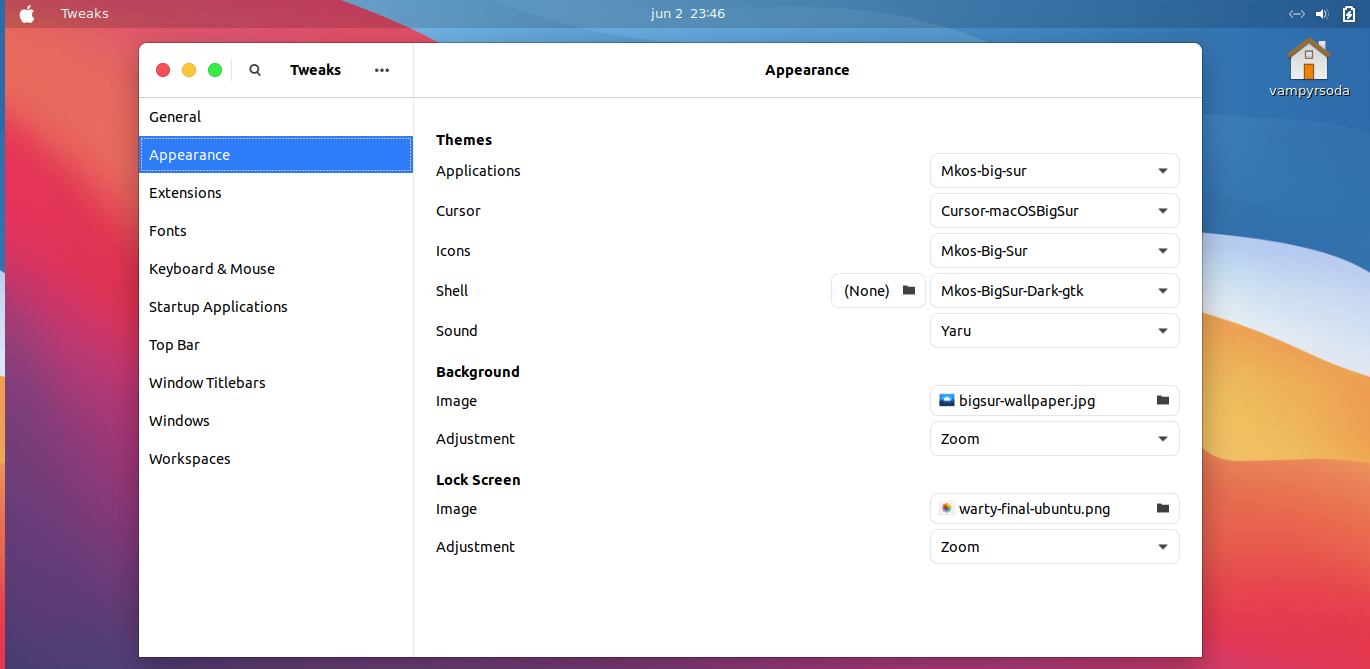 Tweaks
jun 2 23:46
vampyrsoda
Tweaks
Appearance
General
Appearance
Extensions
Fonts
Keyboard & Mouse
Startup Applications
Top Bar
Window Titlebars
Windows
Workspaces
Themes
Applications Mkos-big-sur
Cursor Cursor-macOSBigSur
Icons Mkos-Big-Sur
Shell (None) Mkos-BigSur-Dark-gtk
Sound Yaru
Background
Image bigsur-wallpaper.jpg
Adjustment Zoom
Lock Screen
Image warty-final-ubuntu.png
Adjustment Zoom